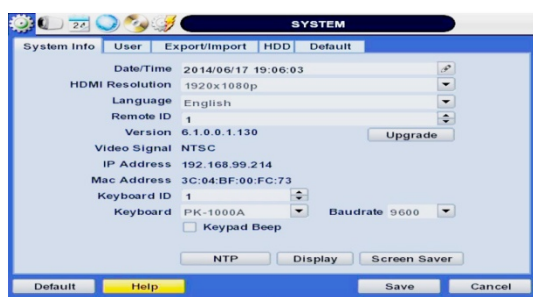 24 SYSTEM
System Info User Export/Import HDD Default
Date/Time 2014/06/17 19:06:03
HDMI Resolution 1920x1080p
Language English
Remote ID 1
Version 6.1.0.0.1.130 Upgrade
Video Signal NTSC
IP Address 192.168.99.214
Mac Address 3C:04:BF:00:FC:73
Keyboard ID 1
Keyboard PK-1000A Baudrate 9600
Keypad Beep
NTP Display Screen Saver
Default Help Save Cancel